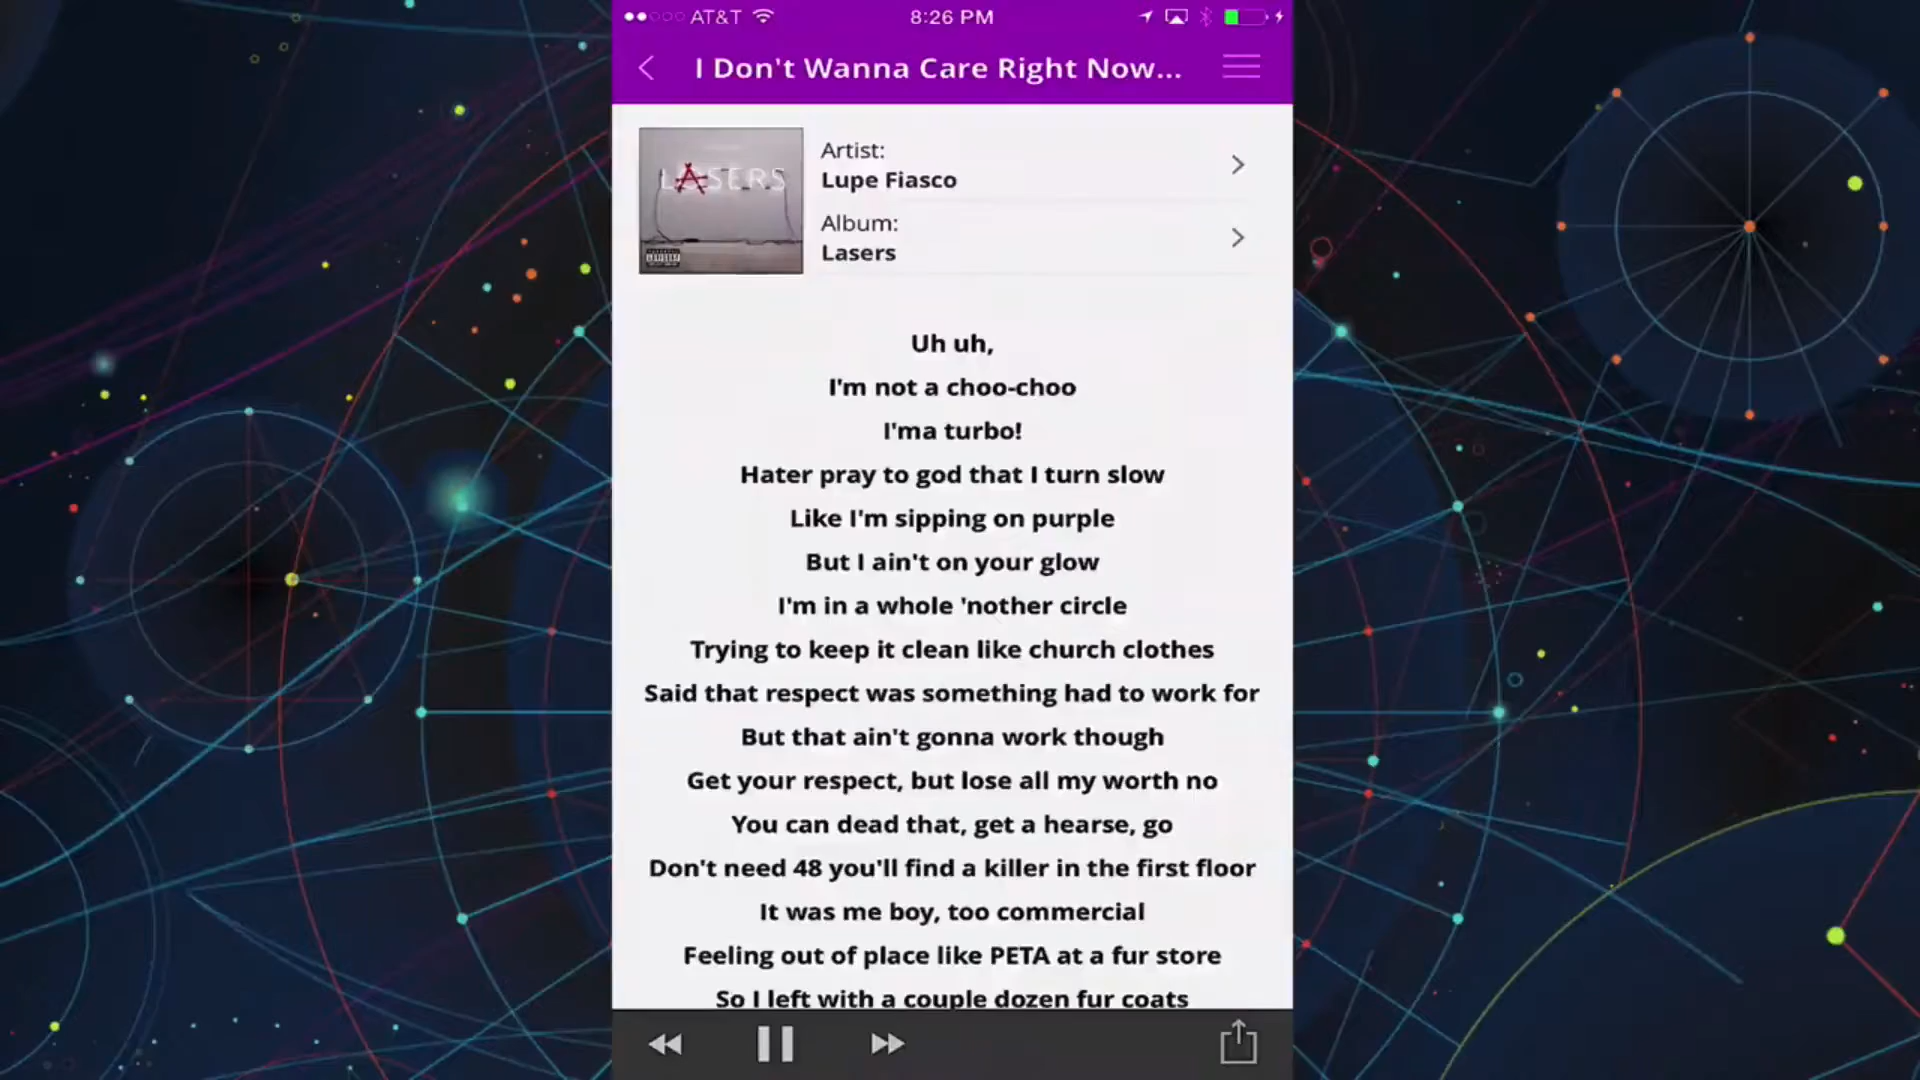 AT&T
8:26 PM
I Don't Wanna Care Right Now...
LASERS
Artist:
Lupe Fiasco
Album:
Lasers
Uh uh,
I'm not a choo-choo
I'ma turbo!
Hater pray to god that I turn slow
Like I'm sipping on purple
But I ain't on your glow
I'm in a whole 'nother circle
Trying to keep it clean like church clothes
Said that respect was something had to work for
But that ain't gonna work though
Get your respect, but lose all my worth no
You can dead that, get a hearse, go
Don't need 48 you'll find a killer in the first floor
It was me boy, too commercial
Feeling out of place like PETA at a fur store
So I left with a couple dozen fur coats